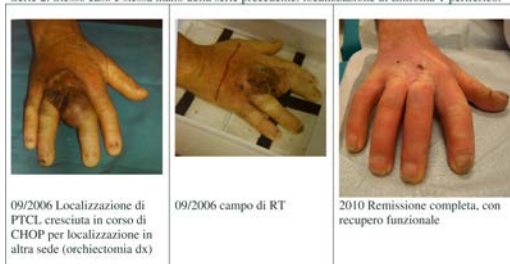 09/2006 Localizzazione di
PTCL cresciuta in corso di
CHOP per localizzazione in
altra sede (orchiectomia dx)
09/2006 campo di RT
2010 Remissione completa, con
recupero funzionale